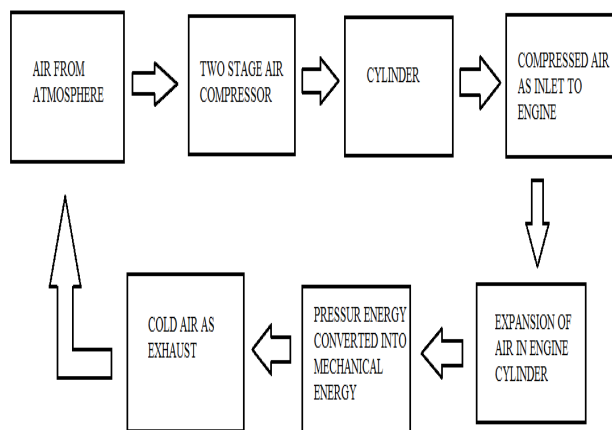 AIR FROM
ATMOSPHERE
TWO STAGE AIR
COMPRESSOR
CYLINDER
COMPRESSED AIR
AS INLET TO
ENGINE
EXPANSION OF
AIR IN ENGINE
CYLINDER
PRESSUR ENERGY
CONVERTED INTO
MECHANICAL
ENERGY
COLD AIR AS
EXHAUST